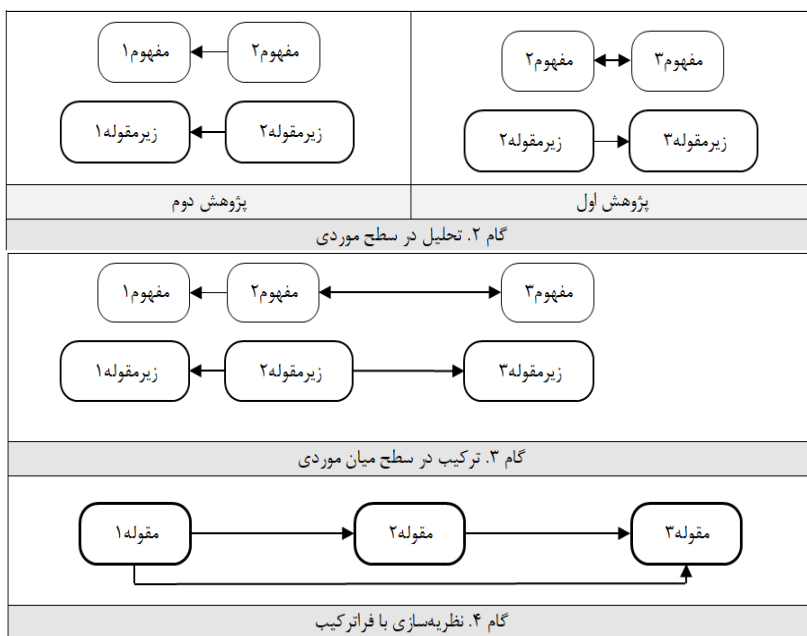 مفهوم۳ مفهوم۲
زیرمقوله۳ زیرمقوله۲
پژوهش اول
مفهوم۲ مفهوم۱
زیرمقوله۲ زیرمقوله۱
پژوهش دوم
گام ۲. تحلیل در سطح موردی
مفهوم۳ مفهوم۲ مفهوم۱
زیرمقوله۳ زیرمقوله۲ زیرمقوله۱
گام ۳. ترکیب در سطح میان موردی
مقوله۳ مقوله۲ مقوله۱
گام ۴. نظریه‌سازی با فراترکیب